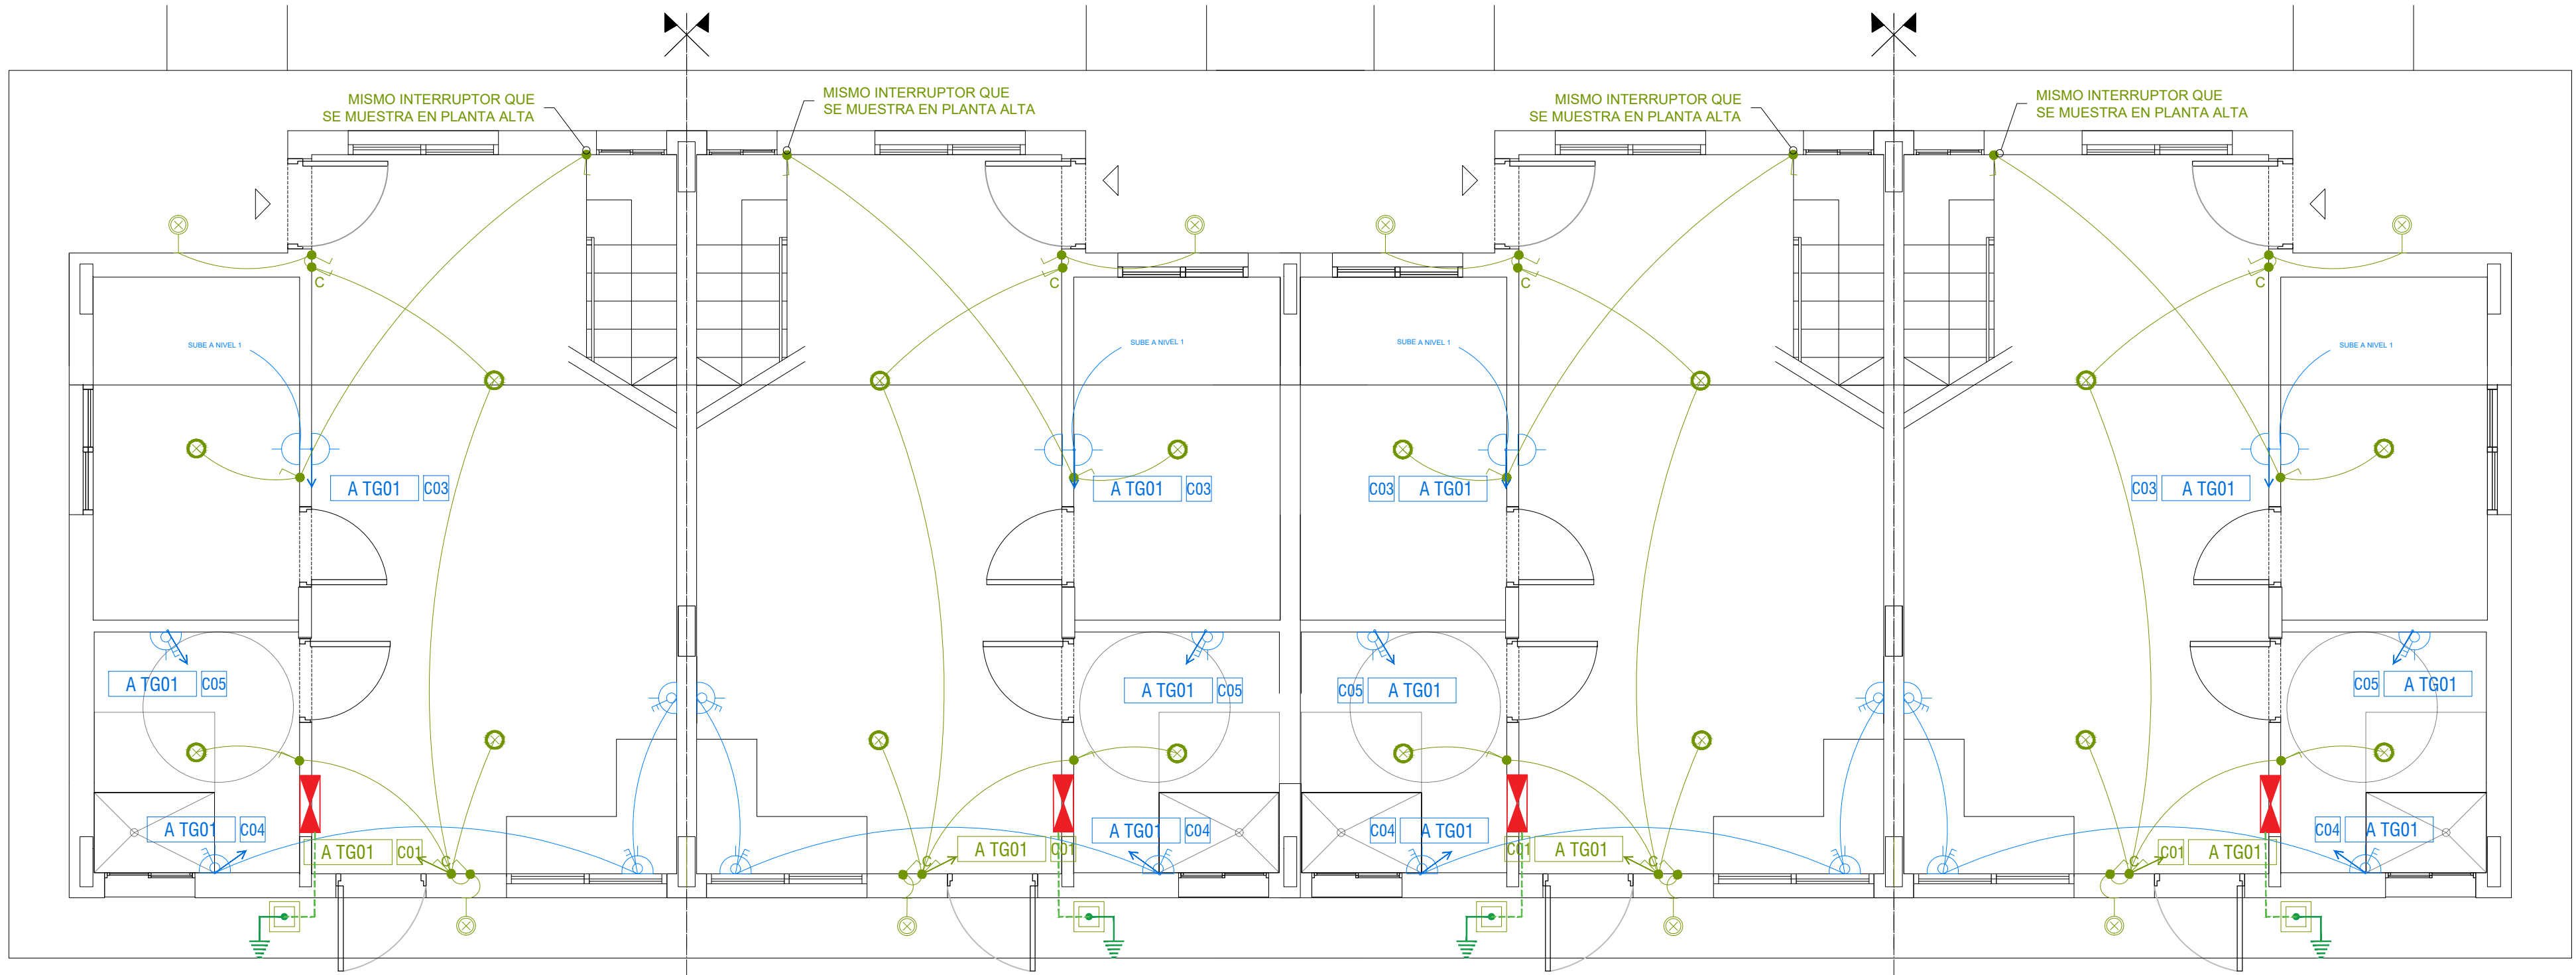 MISMO INTERRUPTOR QUE
SE MUESTRA EN PLANTA ALTA
MISMO INTERRUPTOR QUE
SE MUESTRA EN PLANTA ALTA
MISMO INTERRUPTOR QUE
SE MUESTRA EN PLANTA ALTA
MISMO INTERRUPTOR QUE
SE MUESTRA EN PLANTA ALTA
C
C
C
C
SUBE A NIVEL 1
SUBE A NIVEL 1
SUBE A NIVEL 1
SUBE A NIVEL 1
A TG01 C03
A TG01 C03
C03 A TG01
C03 A TG01
A TG01 C05
A TG01 C05
C05 A TG01
C05 A TG01
A TG01 C04
A TG01 C04
C04 A TG01
C04 A TG01
A TG01 C01 C
C A TG01 C01
C01 A TG01 C
C C01 A TG01